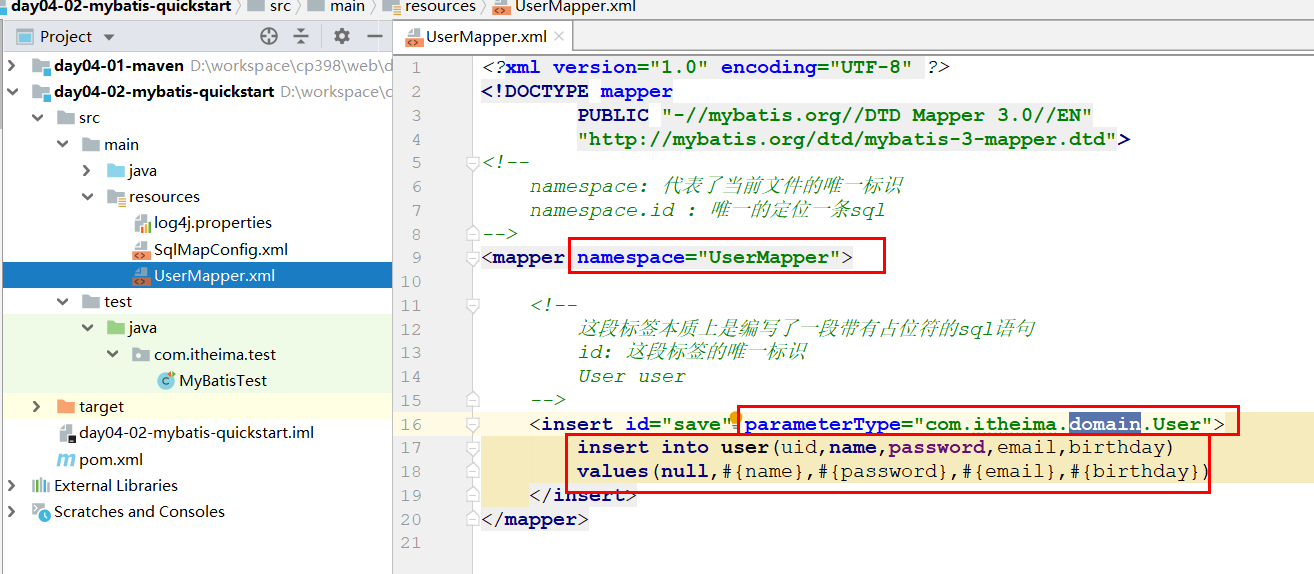 day04-02-mybatis-quickstart src main resources UserMapper.xml
Project
UserMapper.xml
day04-01-maven D:\workspace\cp398\web\d
day04-02-mybatis-quickstart D:\workspace\c
src
main
java
resources
log4j.properties
SqlMapConfig.xml
UserMapper.xml
test
java
com.itheima.test
MyBatisTest
target
day04-02-mybatis-quickstart.iml
pom.xml
External Libraries
Scratches and Consoles
1 <?xml version="1.0" encoding="UTF-8" ?>
2 <!DOCTYPE mapper
3 PUBLIC "-//mybatis.org//DTD Mapper 3.0//EN"
4 "http://mybatis.org/dtd/mybatis-3-mapper.dtd">
5 <!--
6 namespace: 代表了当前文件的唯一标识
7 namespace.id : 唯一的定位一条sql
8 -->
9 <mapper namespace="UserMapper">
10
11 <!--
12 这段标签本质上是编写了一段带有占位符的sql语句
13 id: 这段标签的唯一标识
14 User user
15 -->
16 <insert id="save" parameterType="com.itheima.domain.User">
17 insert into user(uid,name,password,email,birthday)
18 values(null,#{name},#{password},#{email},#{birthday})
19 </insert>
20 </mapper>
21